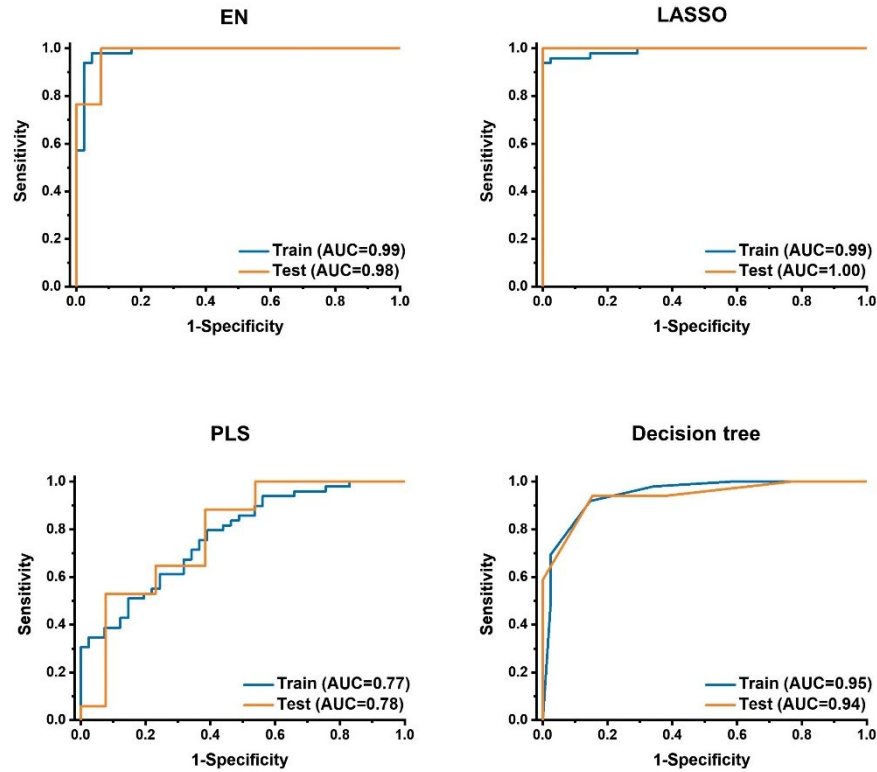 EN
1.0
0.8
0.6
0.4
0.2
0.0
Sensitivity
Train (AUC=0.99)
Test (AUC=0.98)
0.0 0.2 0.4 0.6 0.8 1.0
1-Specificity
LASSO
1.0
0.8
0.6
0.4
0.2
0.0
Sensitivity
Train (AUC=0.99)
Test (AUC=1.00)
0.0 0.2 0.4 0.6 0.8 1.0
1-Specificity
PLS
1.0
0.8
0.6
0.4
0.2
0.0
Sensitivity
Train (AUC=0.77)
Test (AUC=0.78)
0.0 0.2 0.4 0.6 0.8 1.0
1-Specificity
Decision tree
1.0
0.8
0.6
0.4
0.2
0.0
Sensitivity
Train (AUC=0.95)
Test (AUC=0.94)
0.0 0.2 0.4 0.6 0.8 1.0
1-Specificity